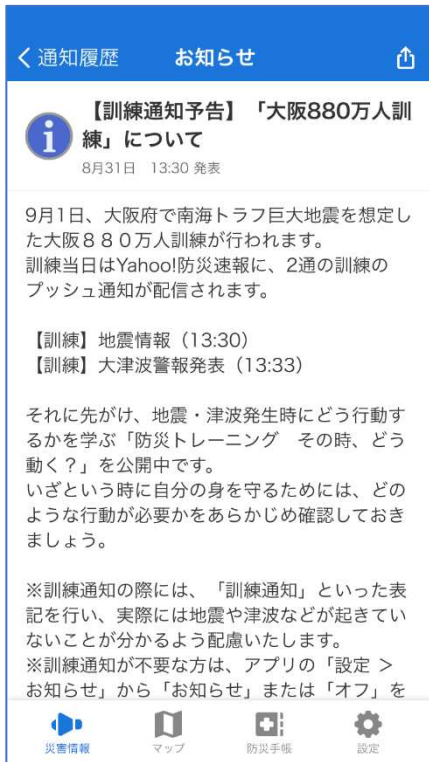 通知履歴 お知らせ
【訓練通知予告】「大阪880万人訓
練」について
8月31日 13:30 発表
9月1日、大阪府で南海トラフ巨大地震を想定し
た大阪８８０万人訓練が行われます。
訓練当日はYahoo!防災速報に、2通の訓練の
プッシュ通知が配信されます。
【訓練】地震情報（13:30）
【訓練】大津波警報発表（13:33）
それに先がけ、地震・津波発生時にどう行動す
るかを学ぶ「防災トレーニング　その時、どう
動く？」を公開中です。
いざという時に自分の身を守るためには、どの
ような行動が必要かをあらかじめ確認しておき
ましょう。
※訓練通知の際には、「訓練通知」といった表
記を行い、実際には地震や津波などが起きてい
ないことが分かるよう配慮いたします。
※訓練通知が不要な方は、アプリの「設定 ＞
お知らせ」から「お知らせ」または「オフ」を
災害情報 マップ 防災手帳 設定